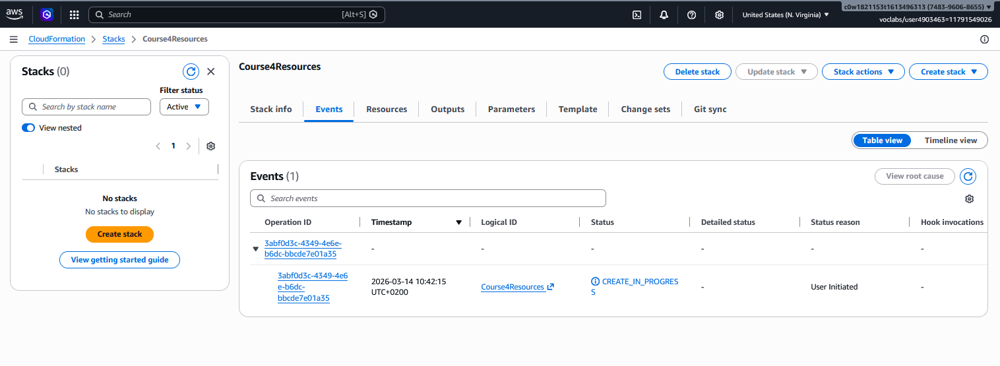 aws
Search
[Alt+S]
United States (N. Virginia)
c0w1821153t1613496313 (7483-9606-8655)
voclabs/user4903463=11791549026
CloudFormation
Stacks
Course4Resources
Stacks (0)
Filter status
Search by stack name
Active
View nested
1
Stacks
No stacks
No stacks to display
Create stack
View getting started guide
Course4Resources
Delete stack
Update stack
Stack actions
Create stack
Stack info
Events
Resources
Outputs
Parameters
Template
Change sets
Git sync
Table view
Timeline view
Events (1)
View root cause
Search events
Operation ID
Timestamp
Logical ID
Status
Detailed status
Status reason
Hook invocations
3abf0d3c-4349-4e6e-
b6dc-bbcde7e01a35
-
-
-
-
-
-
3abf0d3c-4349-4e6
e-b6dc-
bbcde7e01a35
2026-03-14 10:42:15
UTC+0200
Course4Resources
CREATE_IN_PROGRES
S
-
User Initiated
-